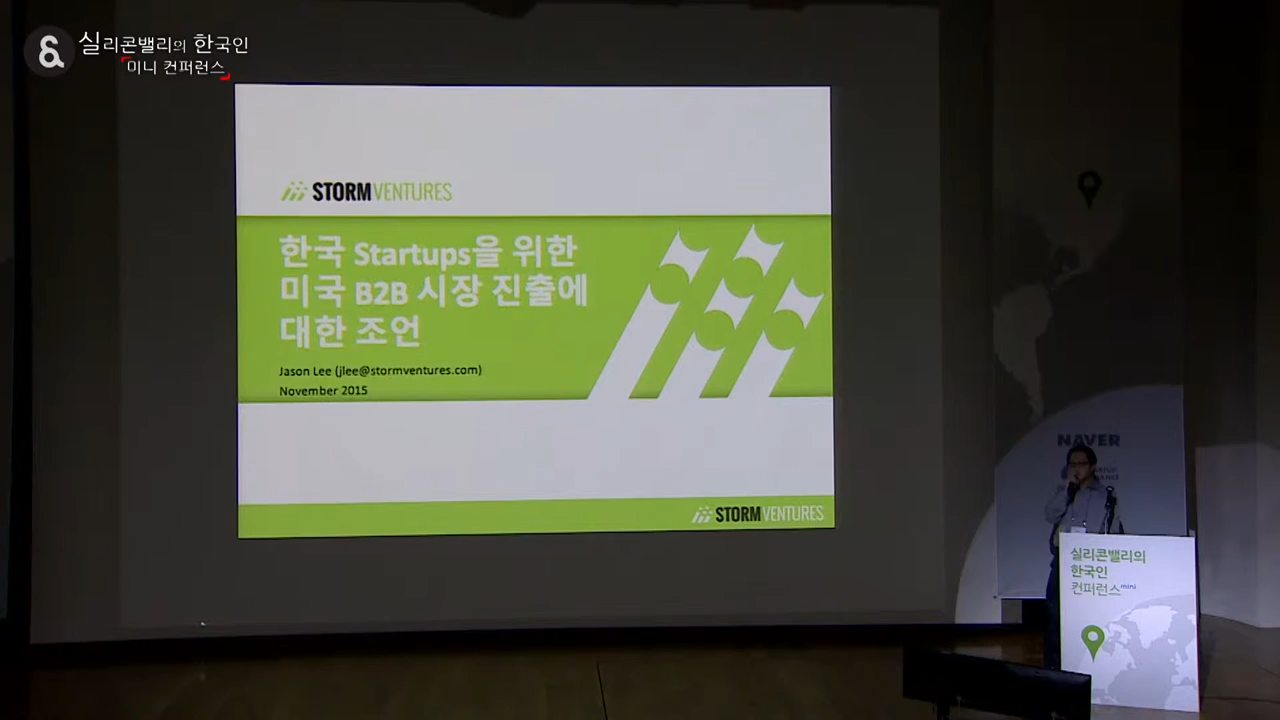 실리콘밸리의 한국인
미니 컨퍼런스
STORMVENTURES
한국 Startups을 위한
미국 B2B 시장 진출에
대한 조언
Jason Lee (jlee@stormventures.com)
November 2015
STORMVENTURES
NAVER
실리콘밸리의
한국인
컨퍼런스mini